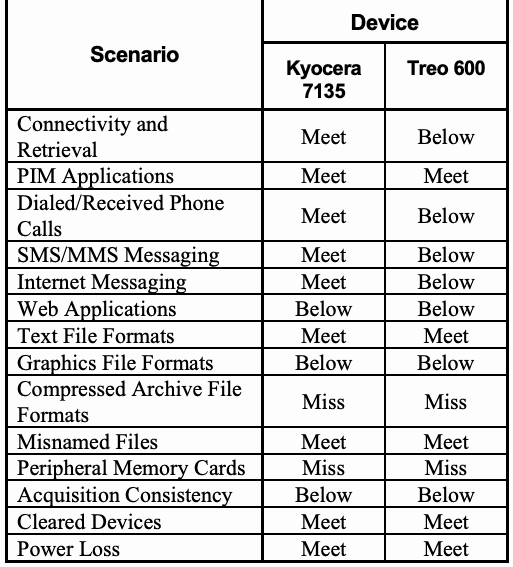 Scenario
Device
Kyocera
7135
Treo 600
Connectivity and
Retrieval
Meet
Below
PIM Applications
Meet
Meet
Dialed/Received Phone
Calls
Meet
Below
SMS/MMS Messaging
Meet
Below
Internet Messaging
Meet
Below
Web Applications
Below
Below
Text File Formats
Meet
Meet
Graphics File Formats
Below
Below
Compressed Archive File
Formats
Miss
Miss
Misnamed Files
Meet
Meet
Peripheral Memory Cards
Miss
Miss
Acquisition Consistency
Below
Below
Cleared Devices
Meet
Meet
Power Loss
Meet
Meet